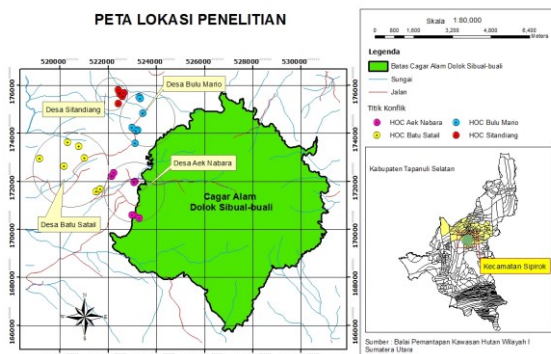 PETA LOKASI PENELITIAN
520000 522000 524000 526000 528000 530000
176000
174000
172000
170000
168000
166000
Desa Bulu Mario
Desa Sitandiang
Desa Aek Nabara
Cagar Alam
Dolok Sibual-buali
Desa Batu Satail
Skala 1:80,000
0 800 1,600 3,200 4,800 6,400
Meters
Legenda
Batas Cagar Alam Dolok Sibual-buali
Sungai
Jalan
Titik Konflik
HOC Aek Nabara
HOC Bulu Mario
HOC Batu Satail
HOC Sitandiang
Kabupaten Tapanuli Selatan
Kecamatan Sipirok
Sumber : Balai Pemantapan Kawasan Hutan Wilayah I
Sumatera Utara